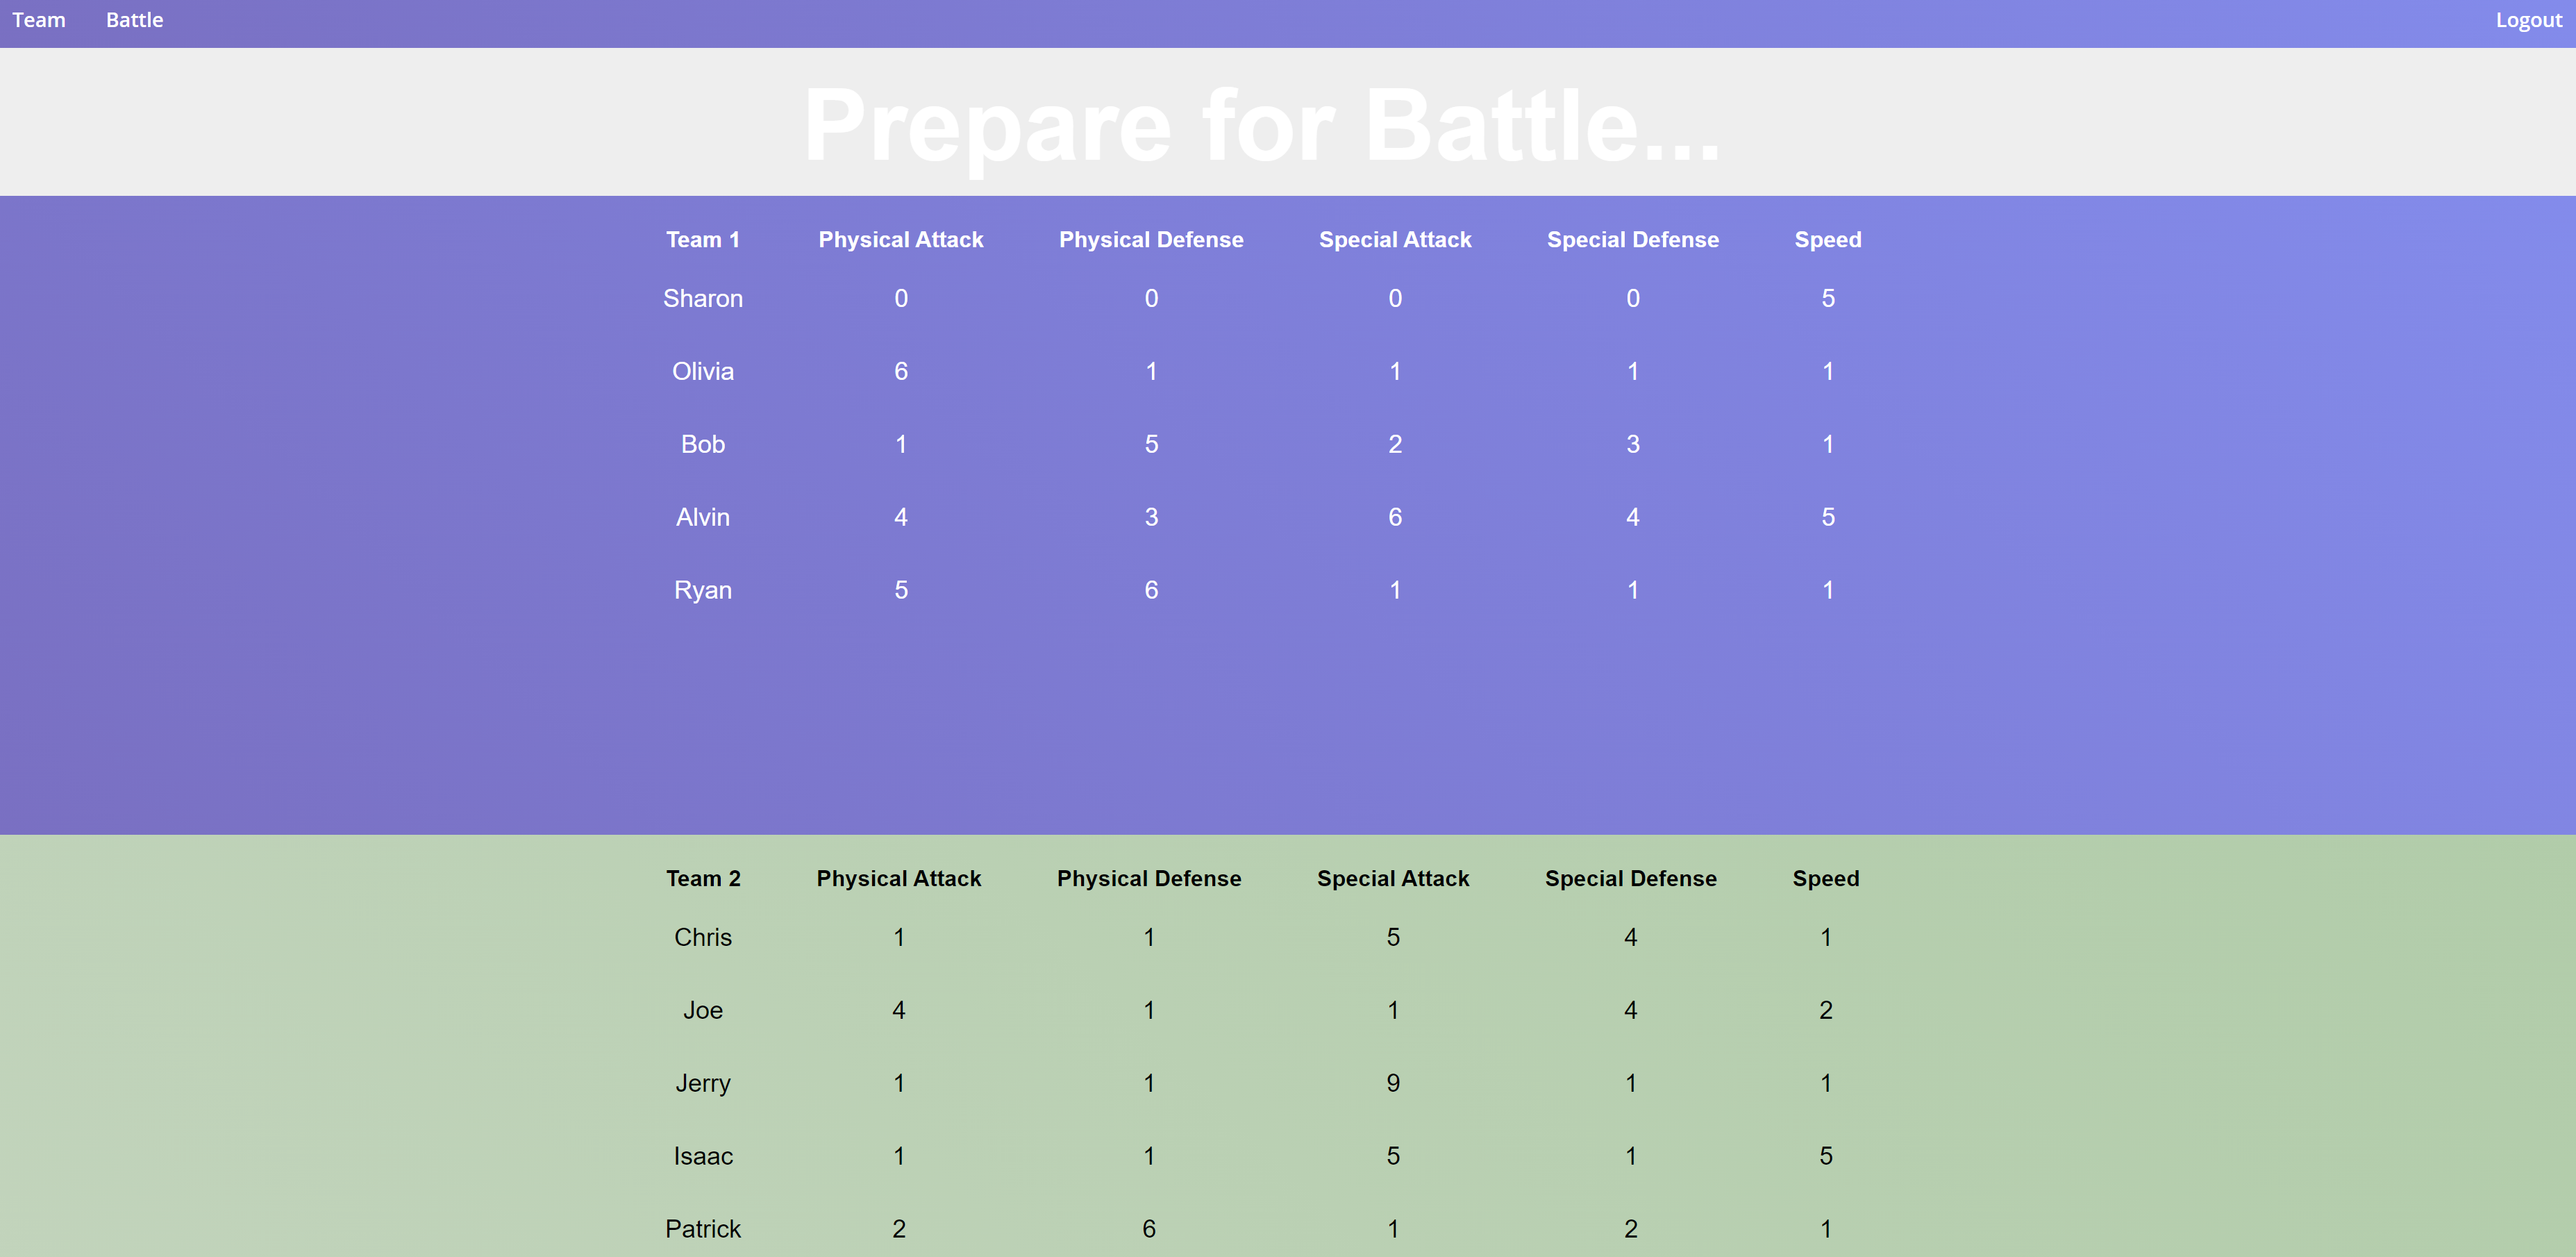 Team Battle Logout
Prepare for Battle...
Team 1 Physical Attack Physical Defense Special Attack Special Defense Speed
Sharon 0 0 0 0 5
Olivia 6 1 1 1 1
Bob 1 5 2 3 1
Alvin 4 3 6 4 5
Ryan 5 6 1 1 1
Team 2 Physical Attack Physical Defense Special Attack Special Defense Speed
Chris 1 1 5 4 1
Joe 4 1 1 4 2
Jerry 1 1 9 1 1
Isaac 1 1 5 1 5
Patrick 2 6 1 2 1